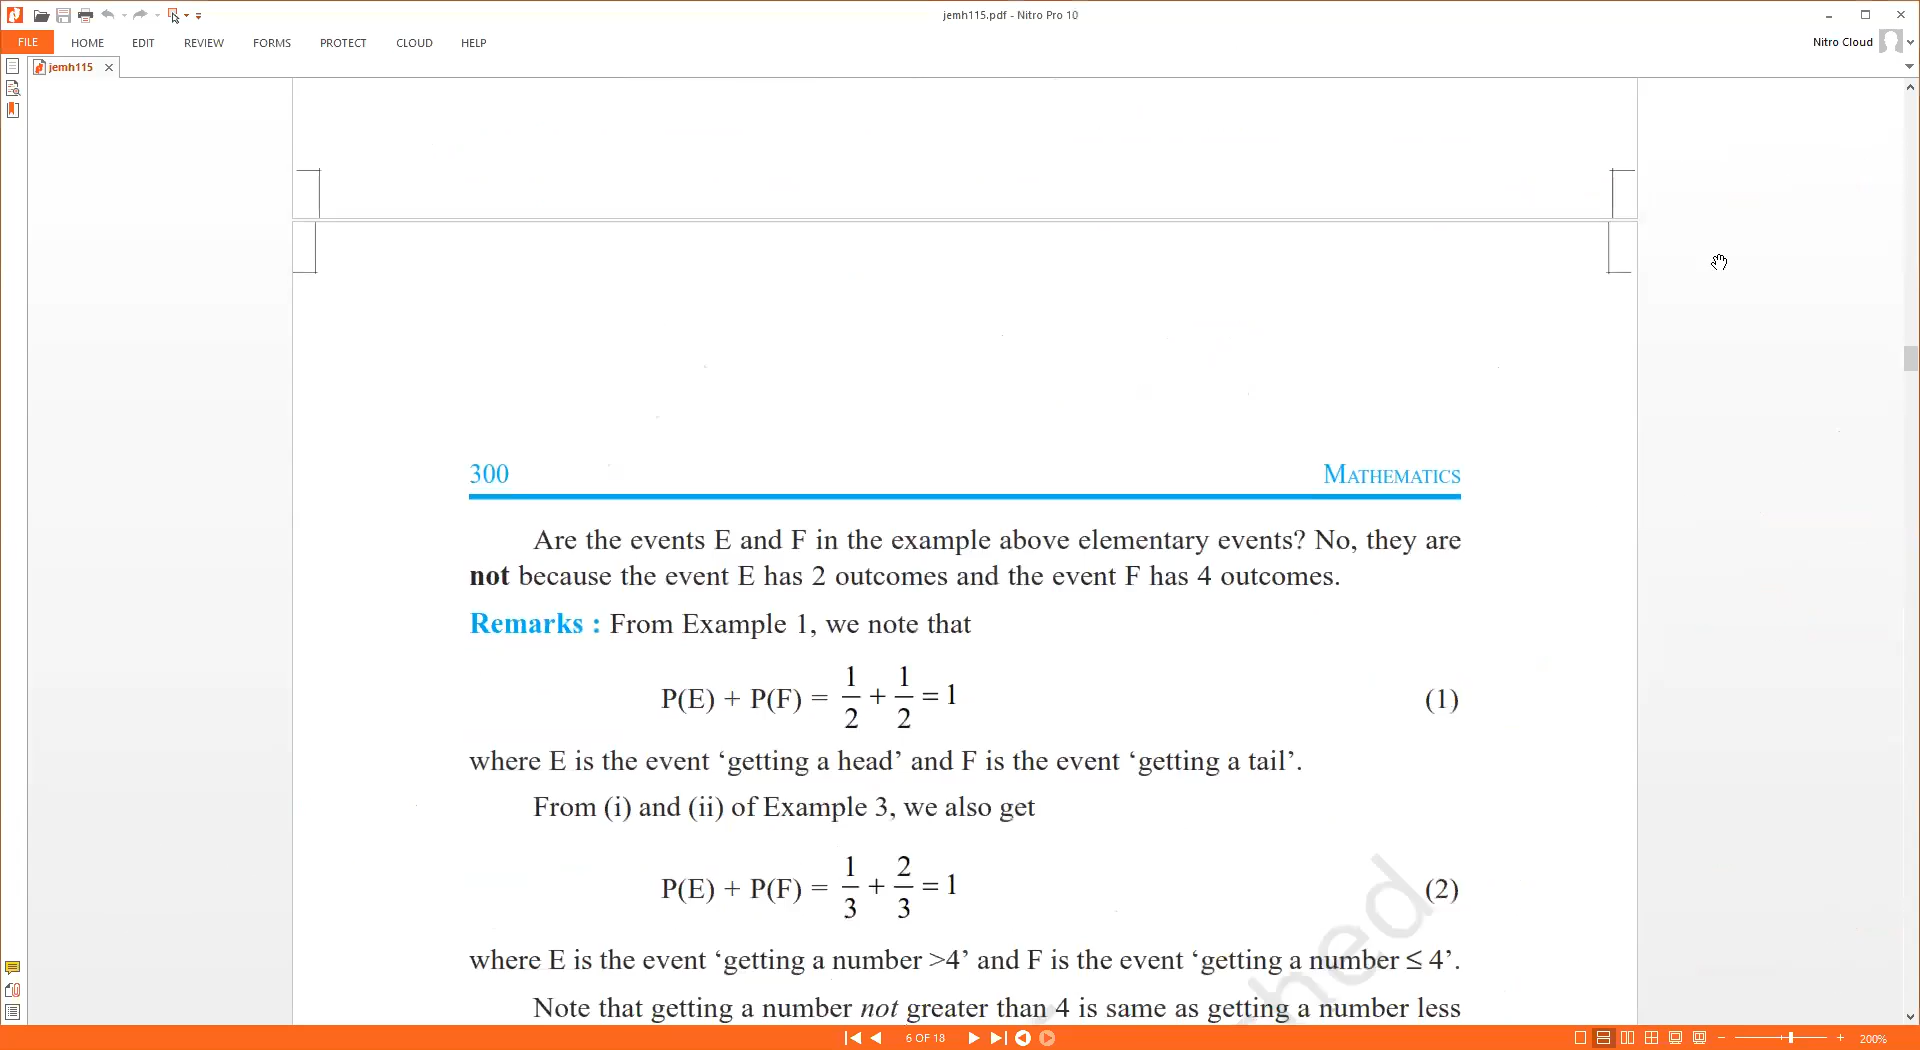 jemh115.pdf - Nitro Pro 10
FILE HOME EDIT REVIEW FORMS PROTECT CLOUD HELP
Nitro Cloud
jemh115
300 MATHEMATICS
Are the events E and F in the example above elementary events? No, they are
not because the event E has 2 outcomes and the event F has 4 outcomes.
Remarks : From Example 1, we note that
P(E) + P(F) = 1/2 + 1/2 = 1 (1)
where E is the event ‘getting a head’ and F is the event ‘getting a tail’.
From (i) and (ii) of Example 3, we also get
P(E) + P(F) = 1/3 + 2/3 = 1 (2)
where E is the event ‘getting a number >4’ and F is the event ‘getting a number ≤ 4’.
Note that getting a number not greater than 4 is same as getting a number less
6 OF 18
200%